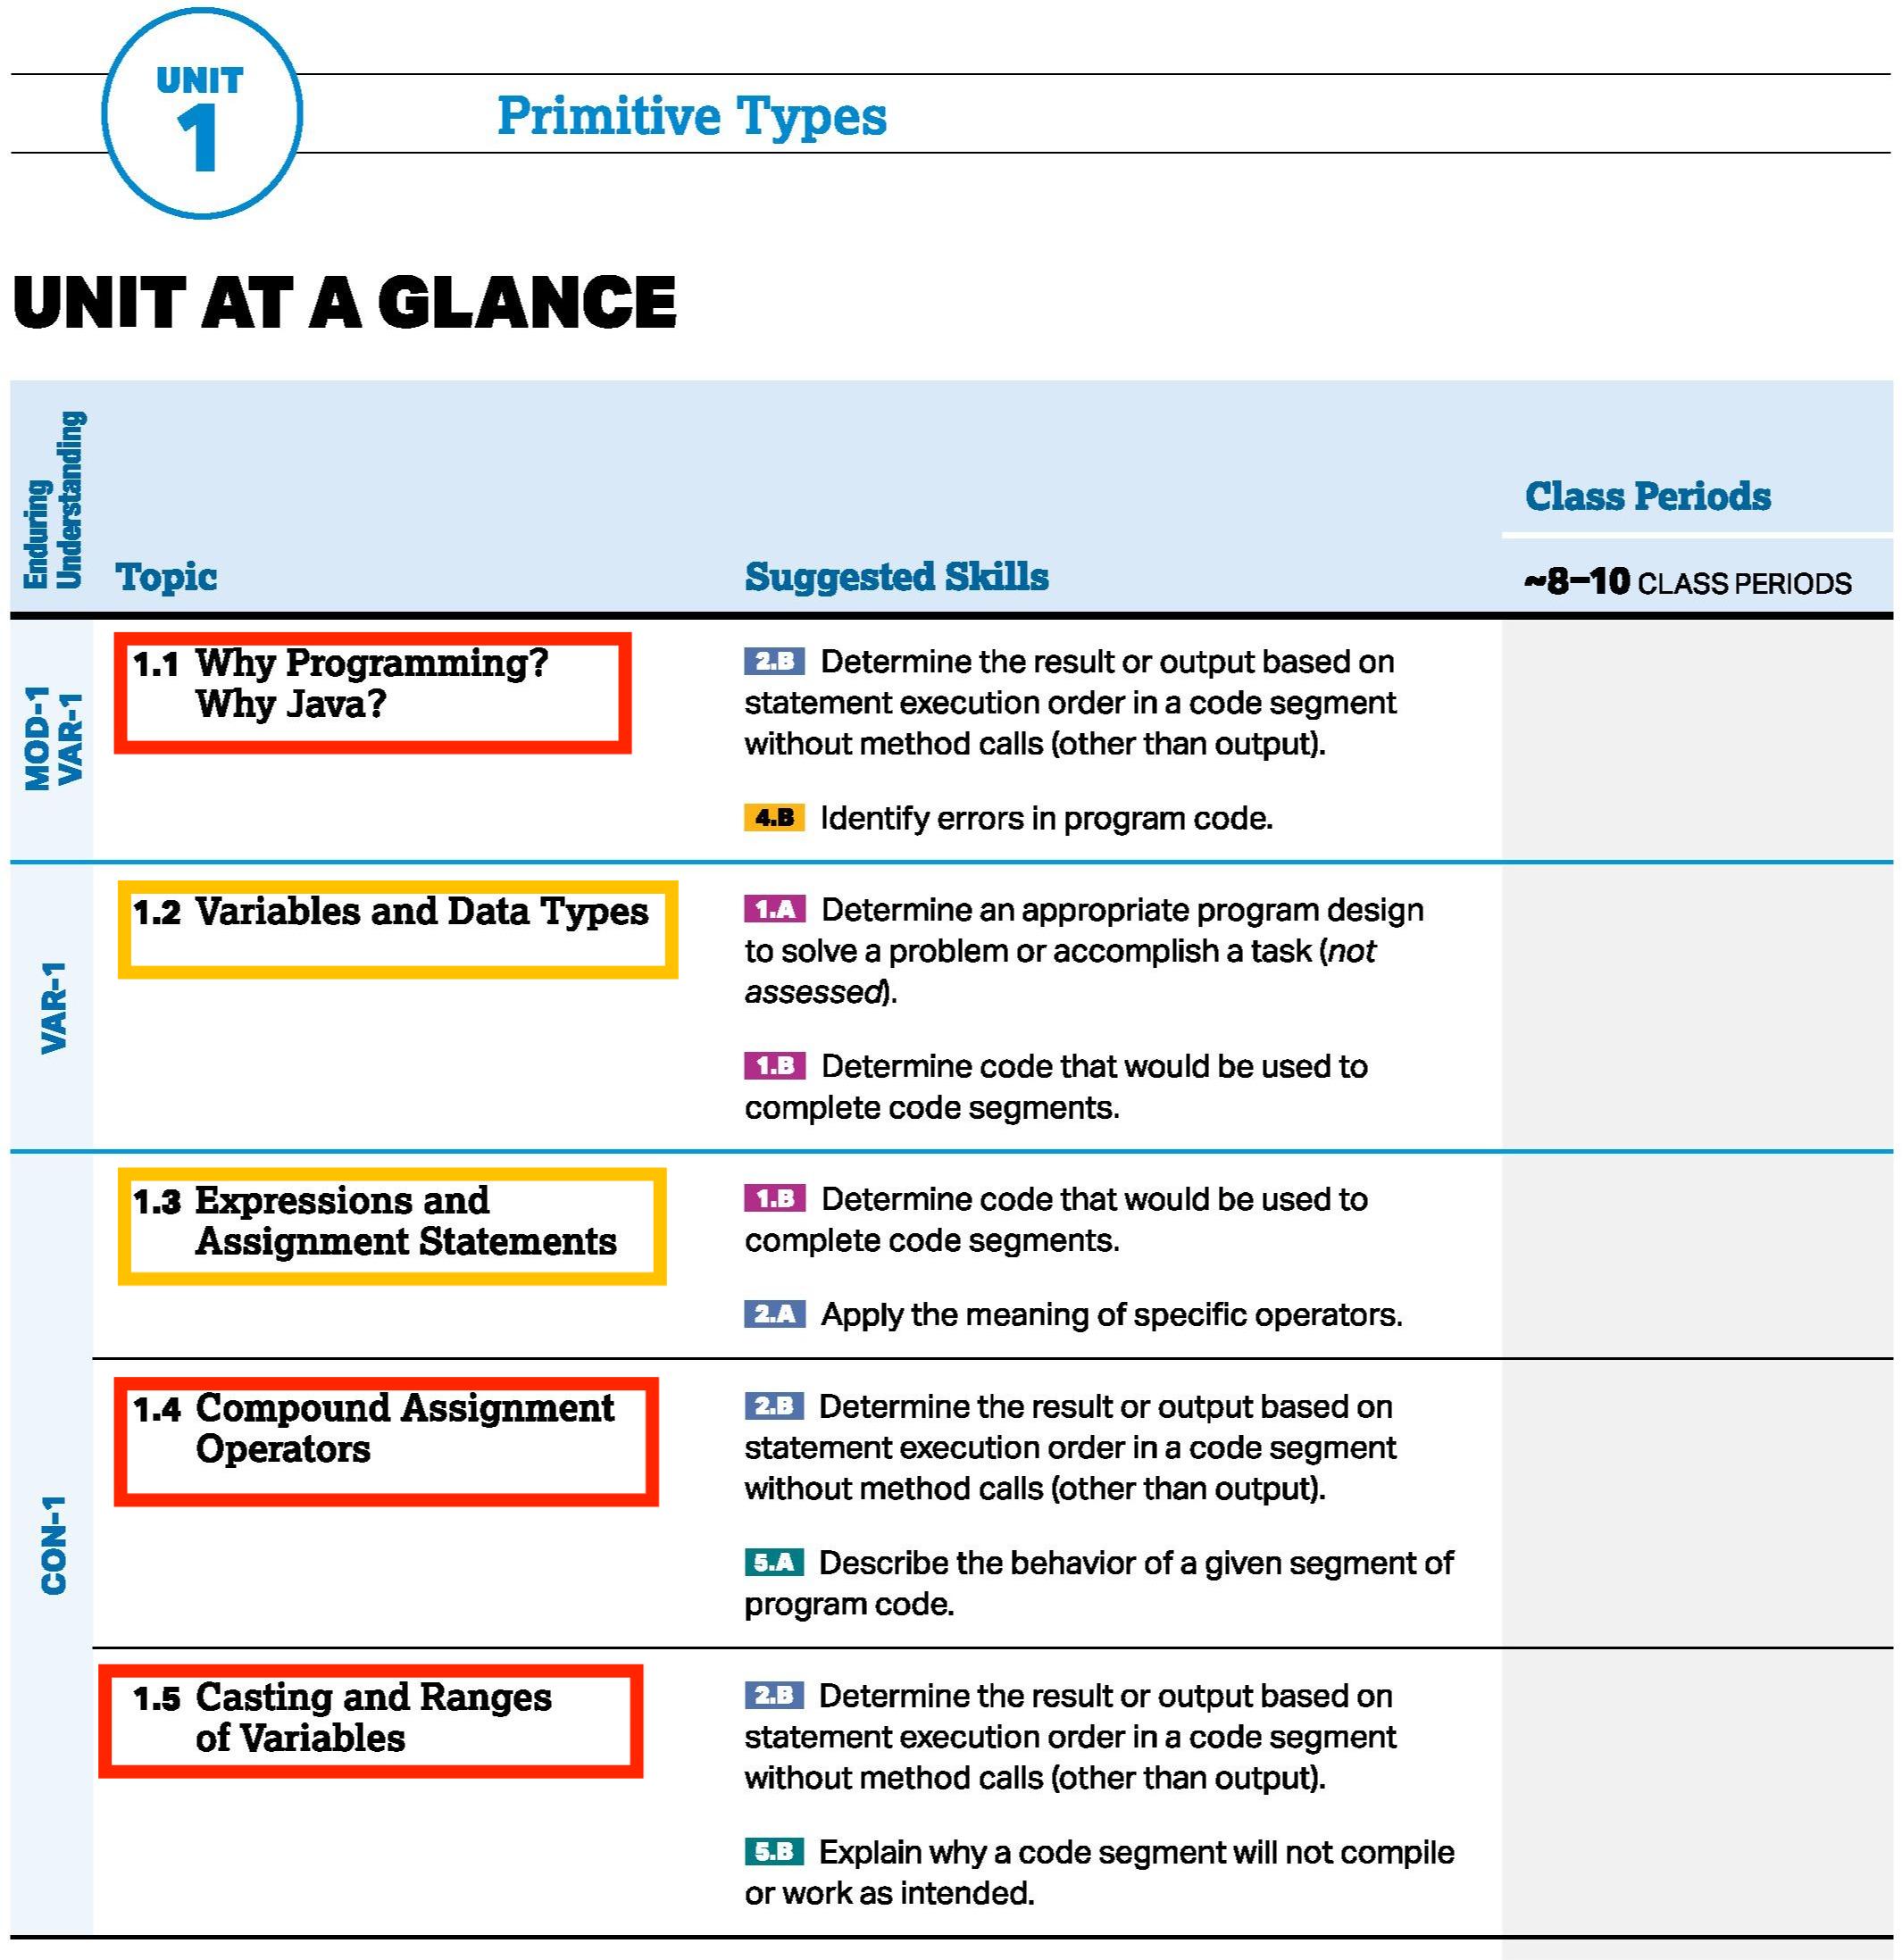 UNIT
1
Primitive Types
UNIT AT A GLANCE
Enduring
Understanding
Topic
Suggested Skills
Class Periods
~8–10 CLASS PERIODS
MOD-1
VAR-1
1.1 Why Programming?
Why Java?
2.B Determine the result or output based on
statement execution order in a code segment
without method calls (other than output).
4.B Identify errors in program code.
VAR-1
1.2 Variables and Data Types
1.A Determine an appropriate program design
to solve a problem or accomplish a task (not
assessed).
1.B Determine code that would be used to
complete code segments.
CON-1
1.3 Expressions and
Assignment Statements
1.B Determine code that would be used to
complete code segments.
2.A Apply the meaning of specific operators.
1.4 Compound Assignment
Operators
2.B Determine the result or output based on
statement execution order in a code segment
without method calls (other than output).
5.A Describe the behavior of a given segment of
program code.
1.5 Casting and Ranges
of Variables
2.B Determine the result or output based on
statement execution order in a code segment
without method calls (other than output).
5.B Explain why a code segment will not compile
or work as intended.